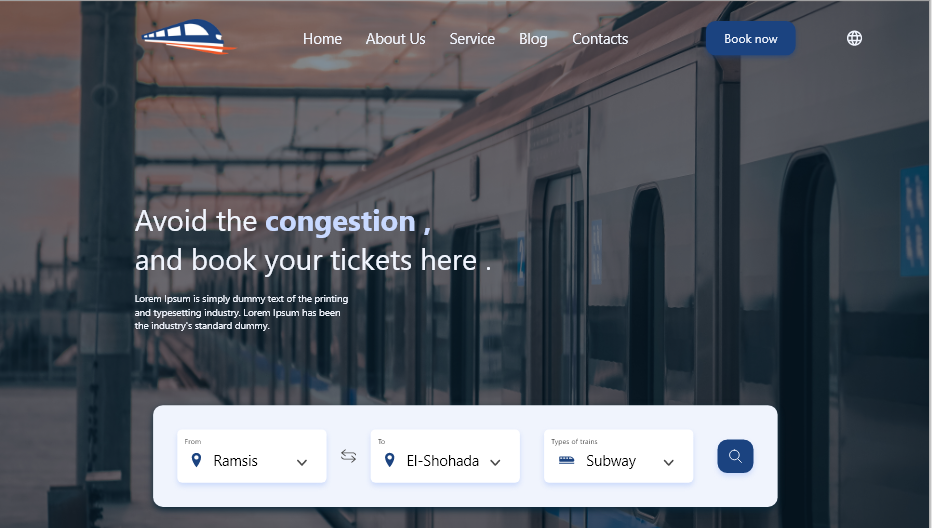 Home About Us Service Blog Contacts Book now
Avoid the congestion ,
and book your tickets here .
Lorem Ipsum is simply dummy text of the printing
and typesetting industry. Lorem Ipsum has been
the industry's standard dummy.
From To Types of trains
Ramsis El-Shohada Subway